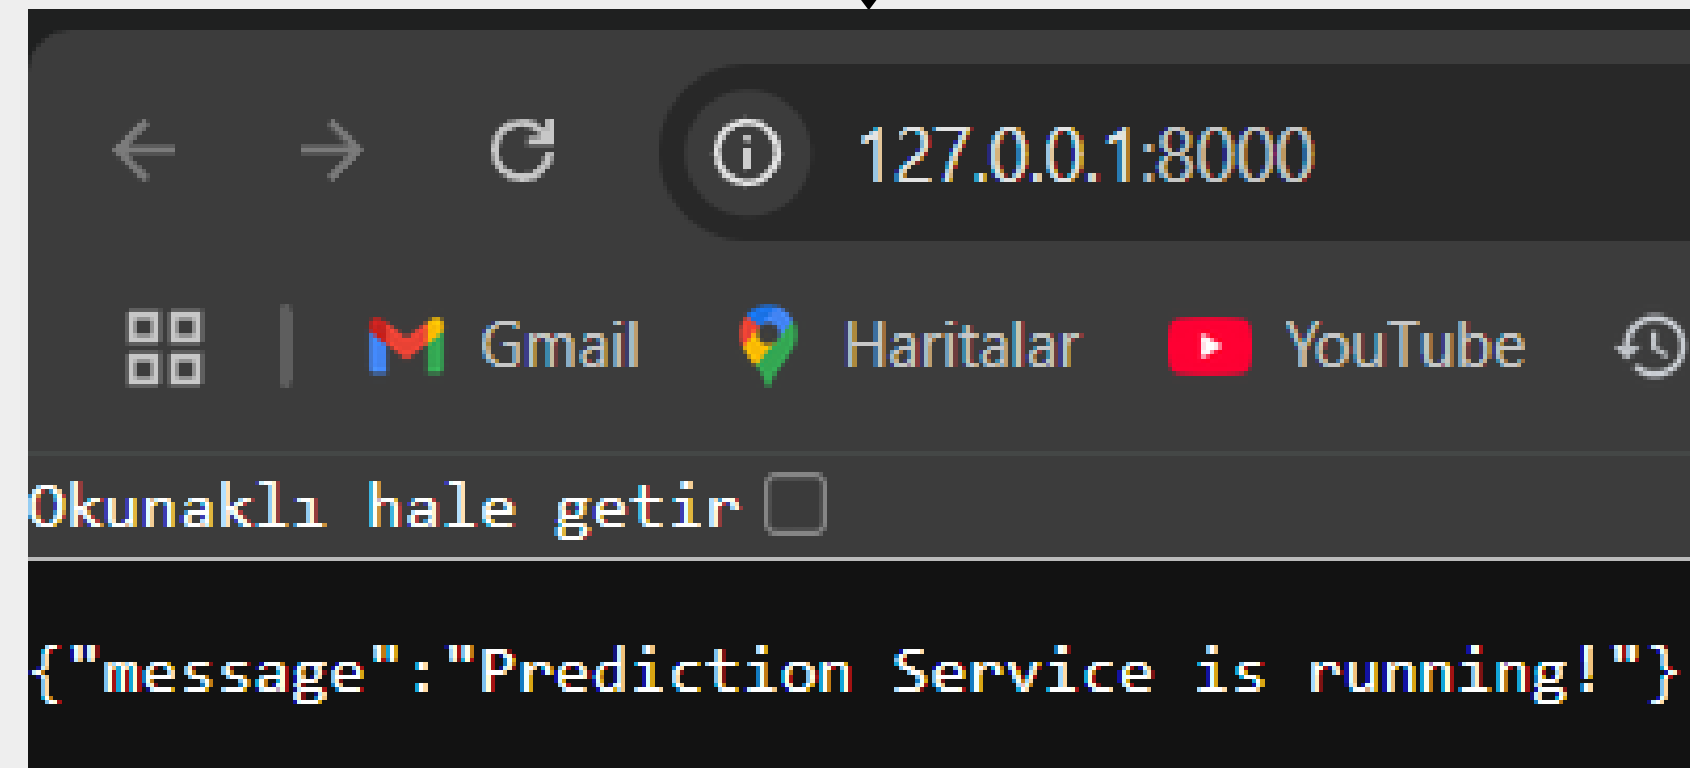 127.0.0.1:8000
Gmail Haritalar YouTube
Okunaklı hale getir
{"message":"Prediction Service is running!"}